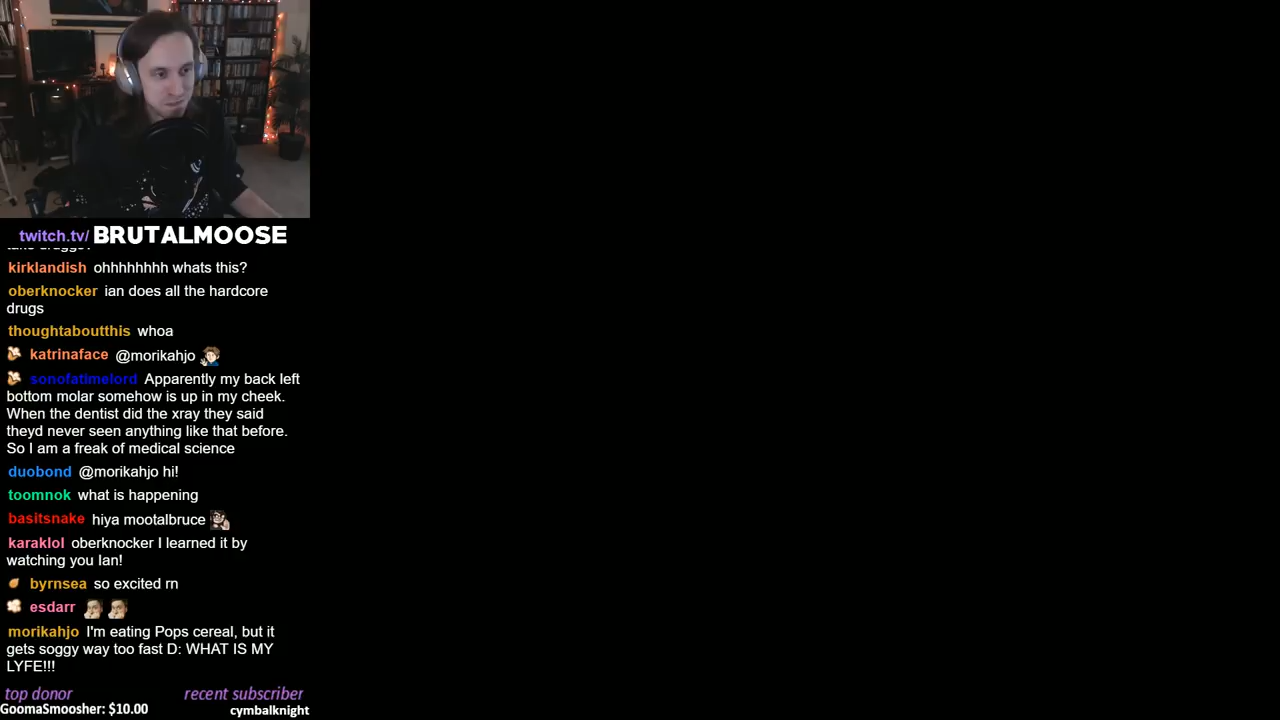 twitch.tv/ BRUTALMOOSE
kirklandish ohhhhhhhh whats this?
oberknocker ian does all the hardcore
drugs
thoughtaboutthis whoa
katrinaface @morikahjo
sonofatimelord Apparently my back left
bottom molar somehow is up in my cheek.
When the dentist did the xray they said
theyd never seen anything like that before.
So I am a freak of medical science
duobond @morikahjo hi!
toomnok what is happening
basitsnake hiya mootalbruce
karaklol oberknocker I learned it by
watching you Ian!
byrnsea so excited rn
esdarr
morikahjo I'm eating Pops cereal, but it
gets soggy way too fast D: WHAT IS MY
LYFE!!!
top donor recent subscriber
GoomaSmoosher: $10.00 cymbalknight